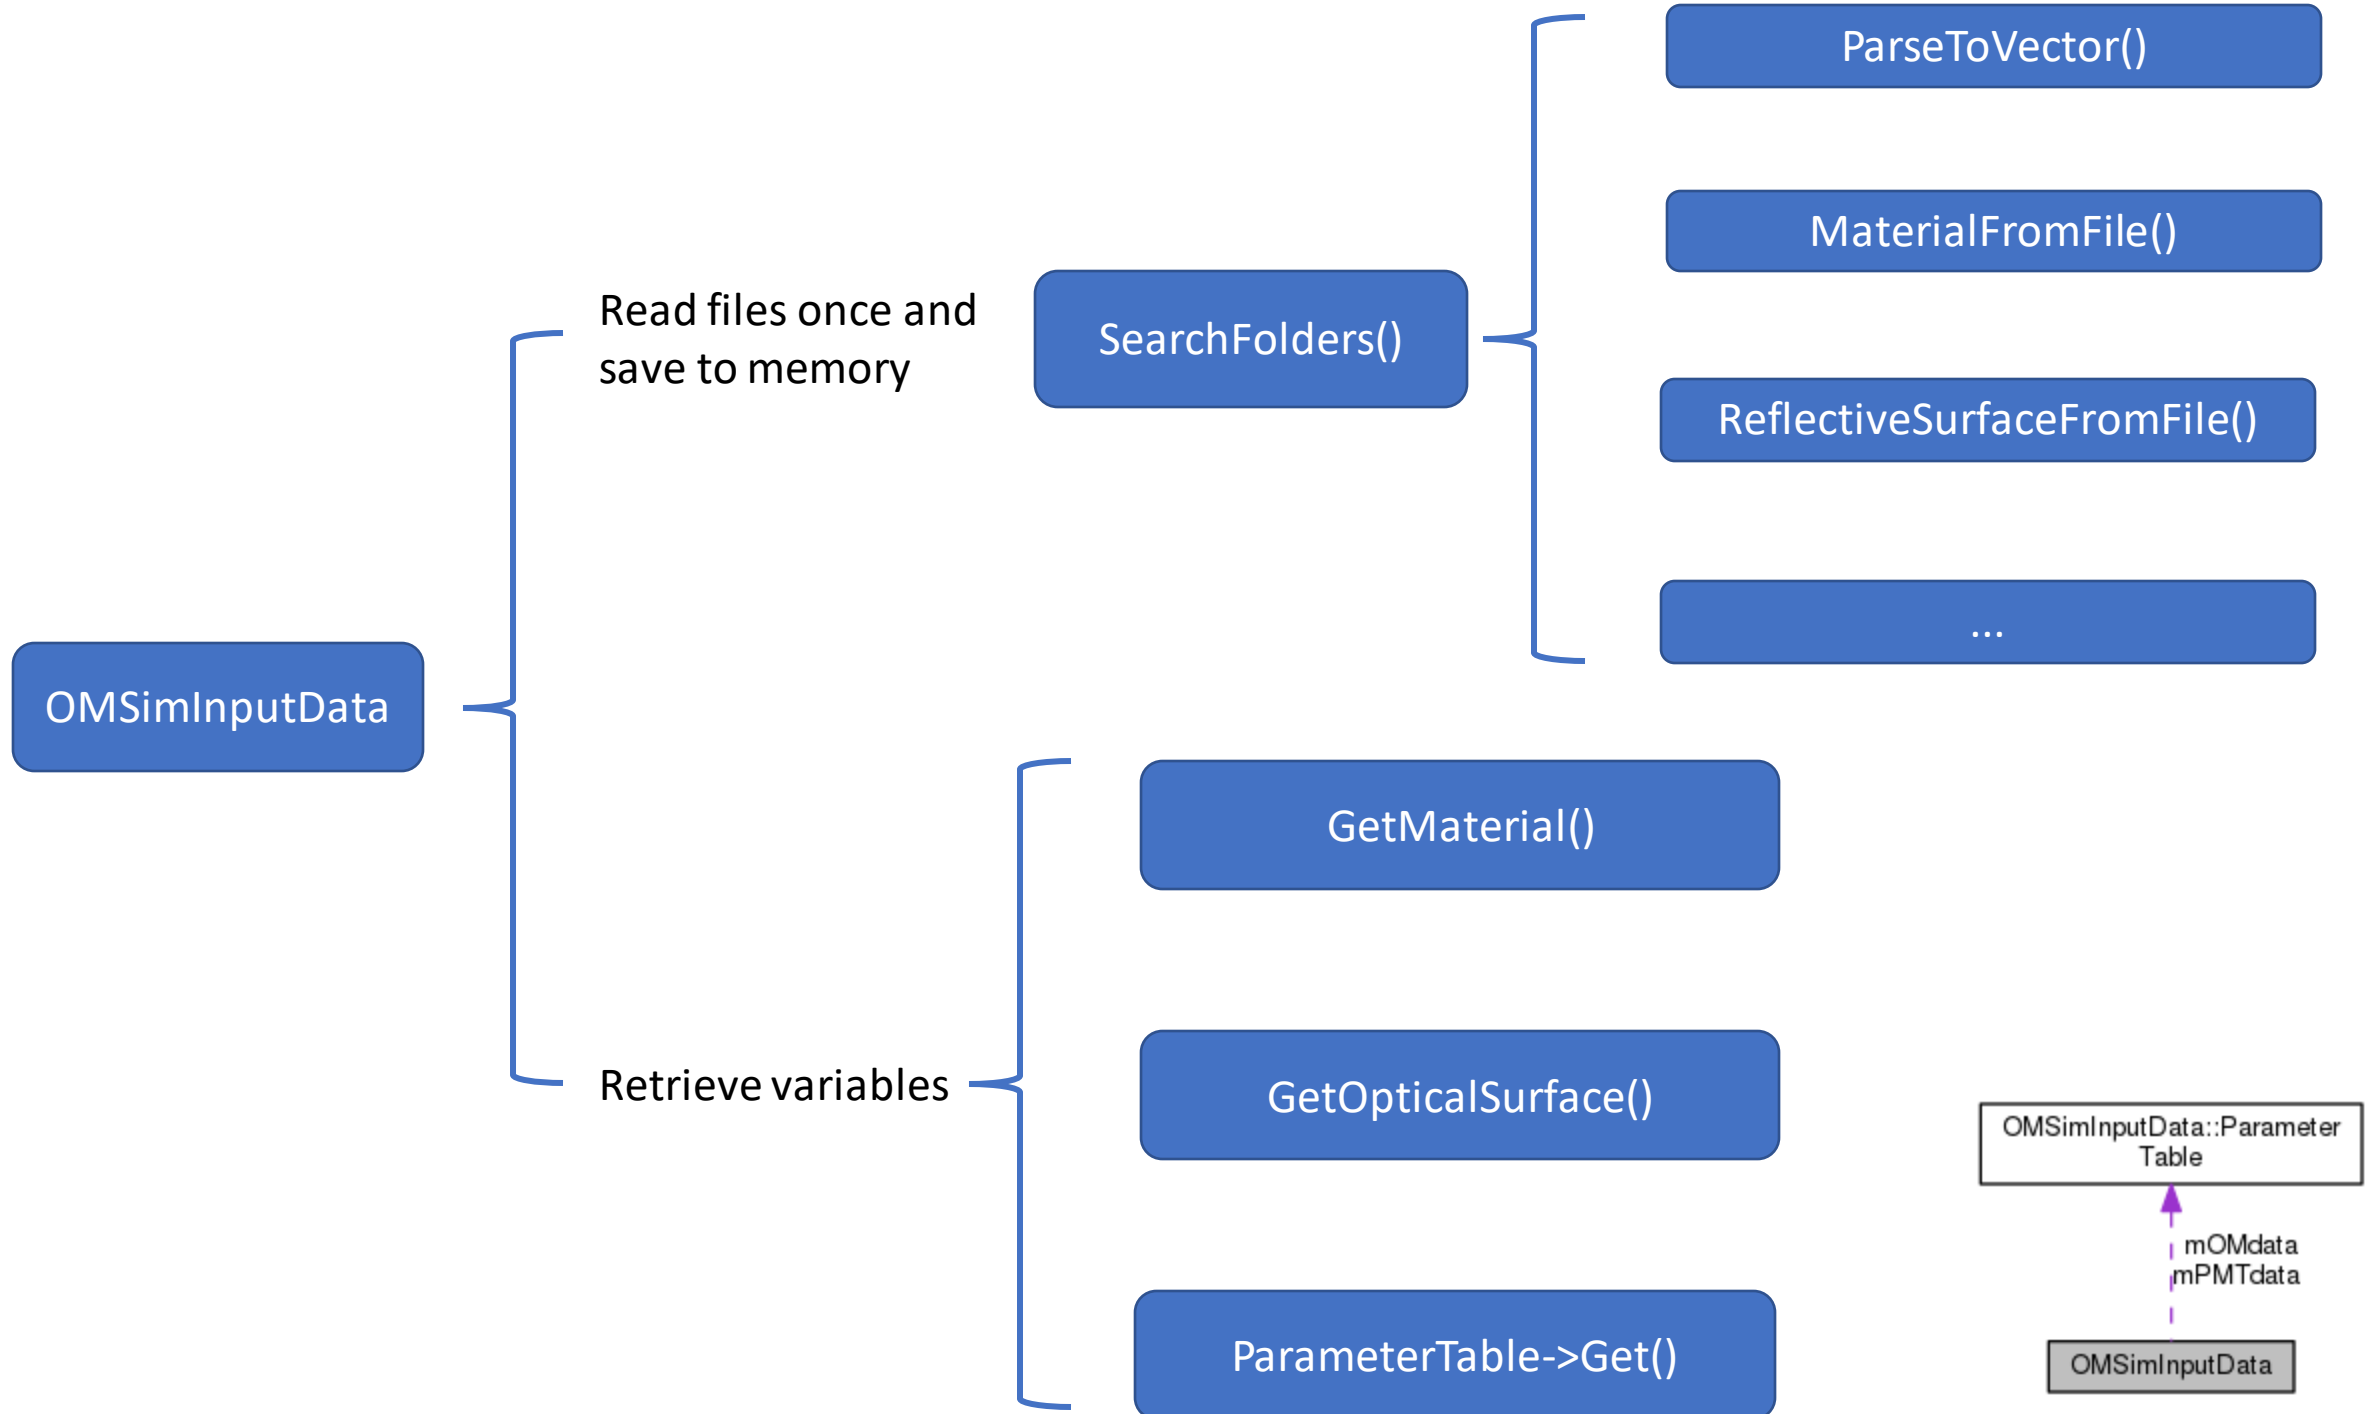 ParseToVector()
MaterialFromFile()
Read files once and
save to memory
SearchFolders()
ReflectiveSurfaceFromFile()
...
OMSimInputData
GetMaterial()
Retrieve variables
GetOpticalSurface()
ParameterTable->Get()
OMSimInputData::Parameter
Table
mOMdata
mPMTdata
OMSimInputData